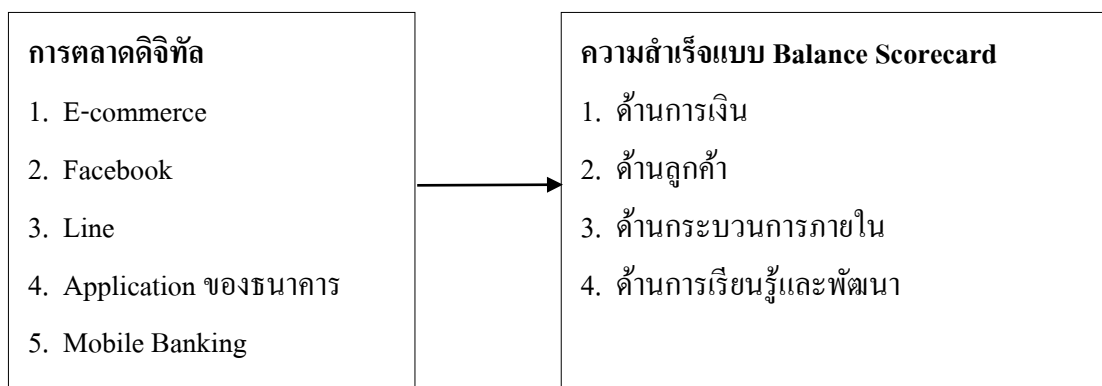 การตลาดดิจิทัล
1. E-commerce
2. Facebook
3. Line
4. Application ของธนาคาร
5. Mobile Banking
ความสำเร็จแบบ Balance Scorecard
1. ด้านการเงิน
2. ด้านลูกค้า
3. ด้านกระบวนการภายใน
4. ด้านการเรียนรู้และพัฒนา